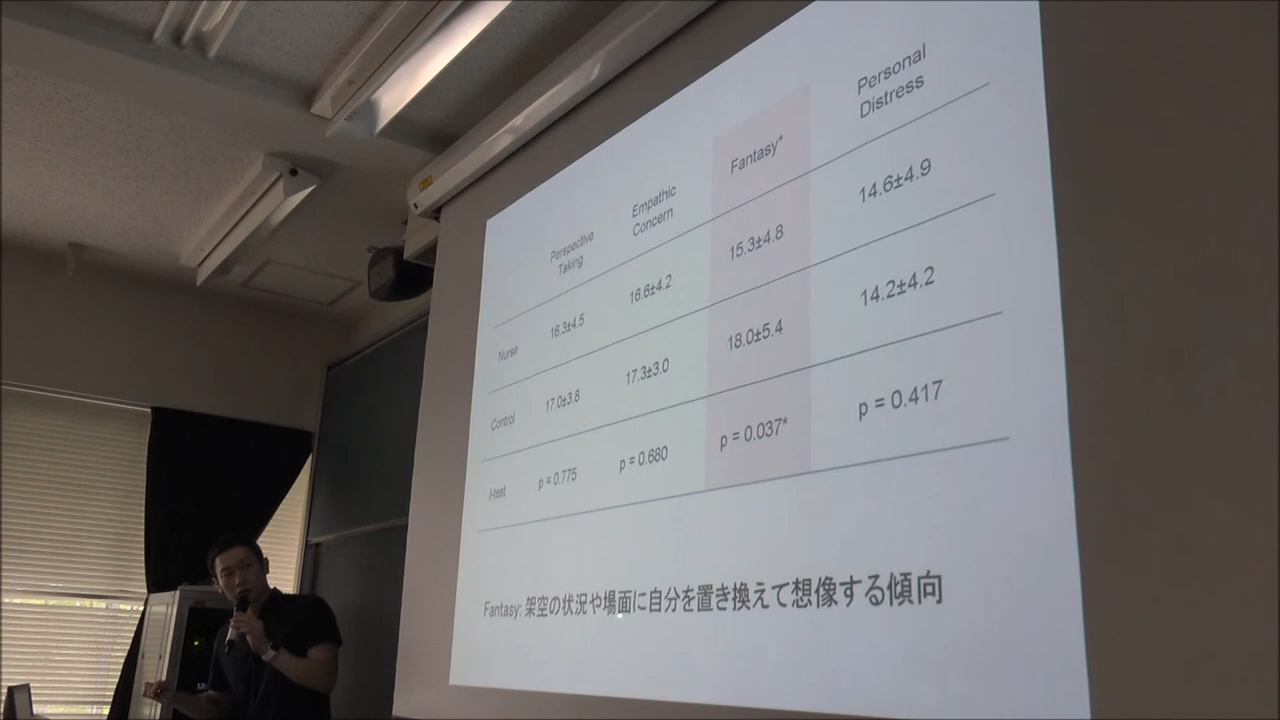 Perspective Taking Empathic Concern Fantasy* Personal Distress
Nurse 16.3±4.5 16.6±4.2 15.3±4.8 14.6±4.9
Control 17.0±3.8 17.3±3.0 18.0±5.4 14.2±4.2
t-test p = 0.775 p = 0.680 p = 0.037* p = 0.417
Fantasy: 架空の状況や場面に自分を置き換えて想像する傾向